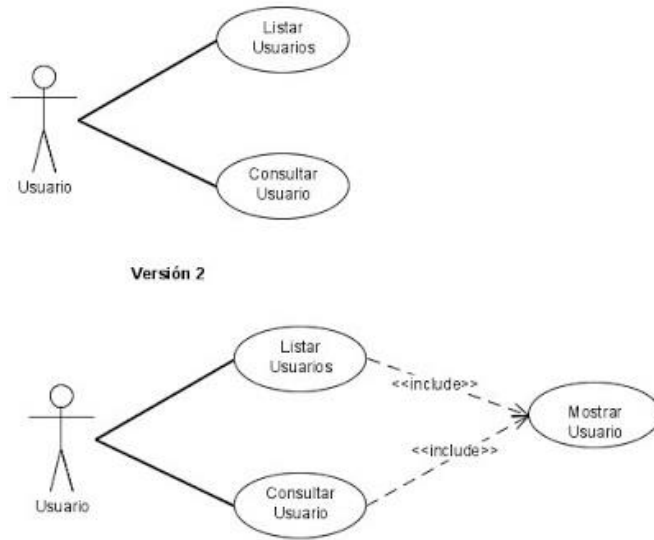 Listar
Usuarios
Usuario
Consultar
Usuario
Versión 2
Listar
Usuarios
<<include>>
Mostrar
Usuario
<<include>>
Usuario
Consultar
Usuario